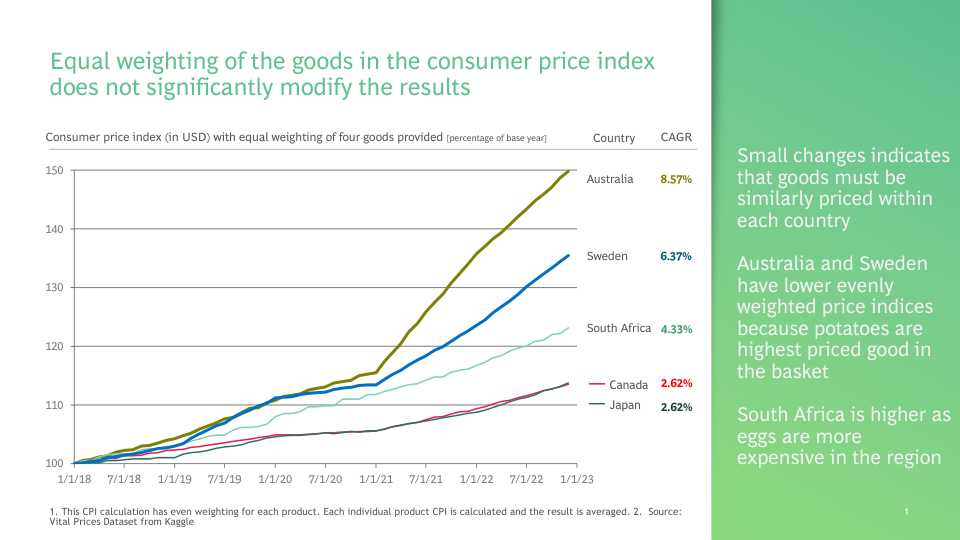 Equal weighting of the goods in the consumer price index
does not significantly modify the results
Consumer price index (in USD) with equal weighting of four goods provided [percentage of base year]
Country CAGR
150
140
130
120
110
100
1/1/18 7/1/18 1/1/19 7/1/19 1/1/20 7/1/20 1/1/21 7/1/21 1/1/22 7/1/22 1/1/23
Australia 8.57%
Sweden 6.37%
South Africa 4.33%
Canada 2.62%
Japan 2.62%
1. This CPI calculation has even weighting for each product. Each individual product CPI is calculated and the result is averaged. 2. Source:
Vital Prices Dataset from Kaggle
Small changes indicates
that goods must be
similarly priced within
each country
Australia and Sweden
have lower evenly
weighted price indices
because potatoes are
highest priced good in
the basket
South Africa is higher as
eggs are more
expensive in the region
1